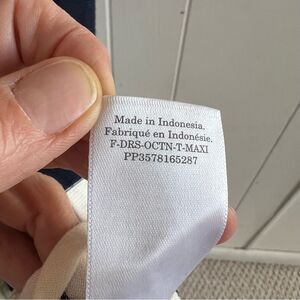 Made in Indonesia.
Fabriqué en Indonésie.
F-DRS-OCTN-T-MAXI
PP3578165287